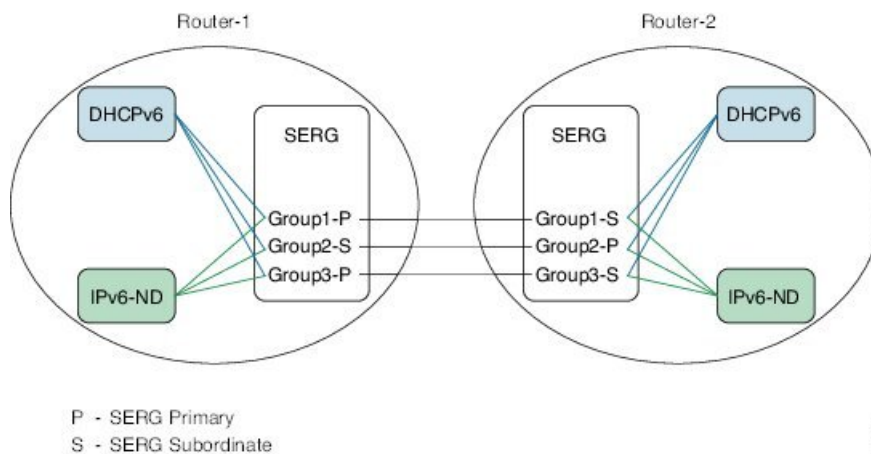 Router-1
Router-2
DHCPv6
SERG
Group1-P
Group2-S
Group3-P
IPv6-ND
SERG
Group1-S
Group2-P
Group3-S
DHCPv6
IPv6-ND
P - SERG Primary
S - SERG Subordinate